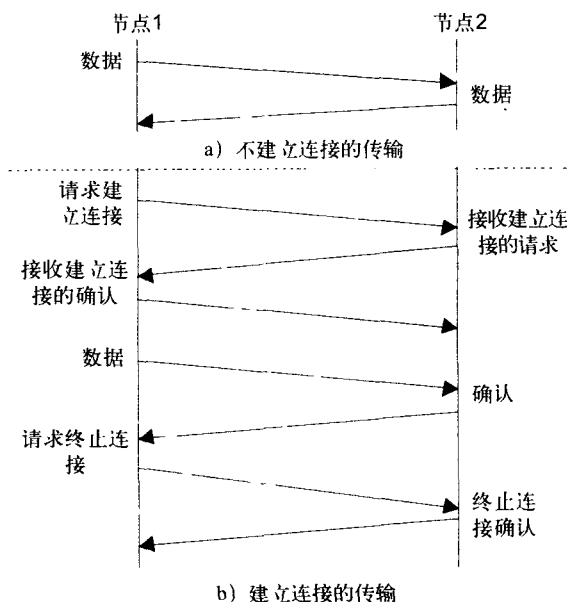 节点1
节点2
数据
数据
a) 不建立连接的传输
请求建
立连接
接收建立连
接的请求
接收建立连
接的确认
数据
确认
请求终止连
接
终止连
接确认
b) 建立连接的传输